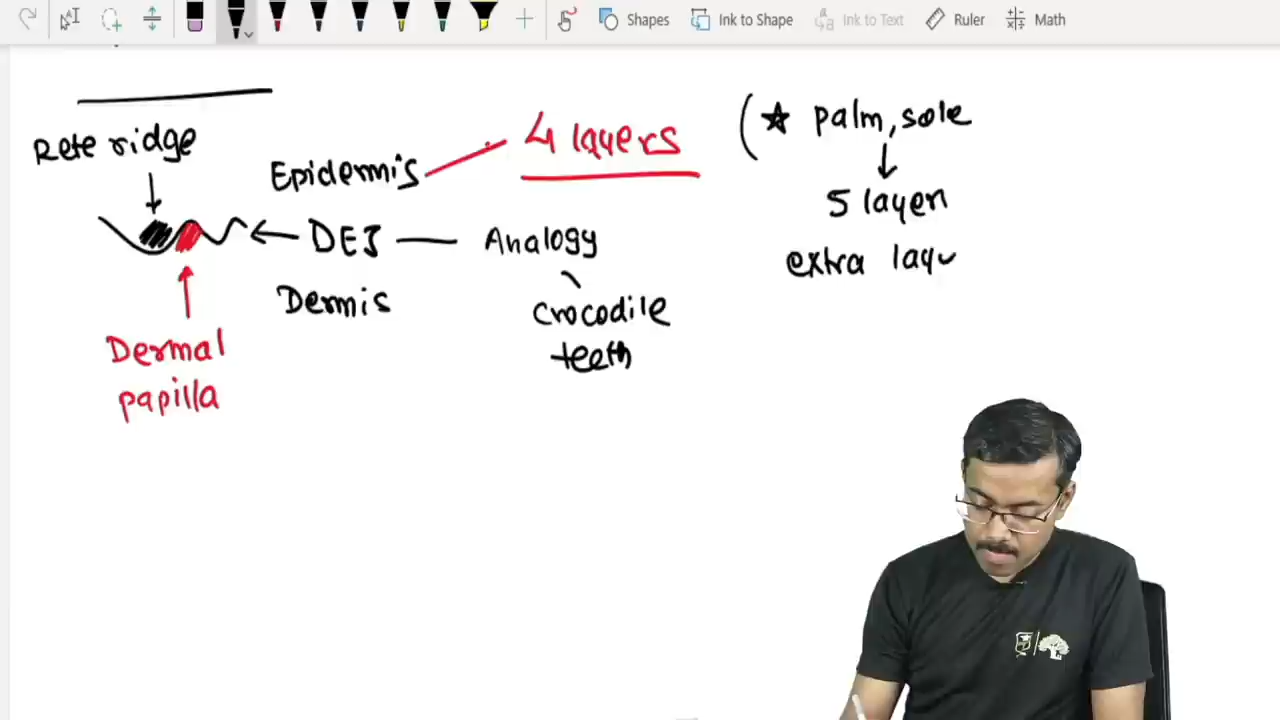 Shapes
Ink to Shape
Ink to Text
Ruler
Math
Rete ridge
Epidermis
4 layers
(★ palm, sole
5 layer
extra laye
DEJ
Analogy
Crocodile
teeth
Dermis
Dermal
papilla